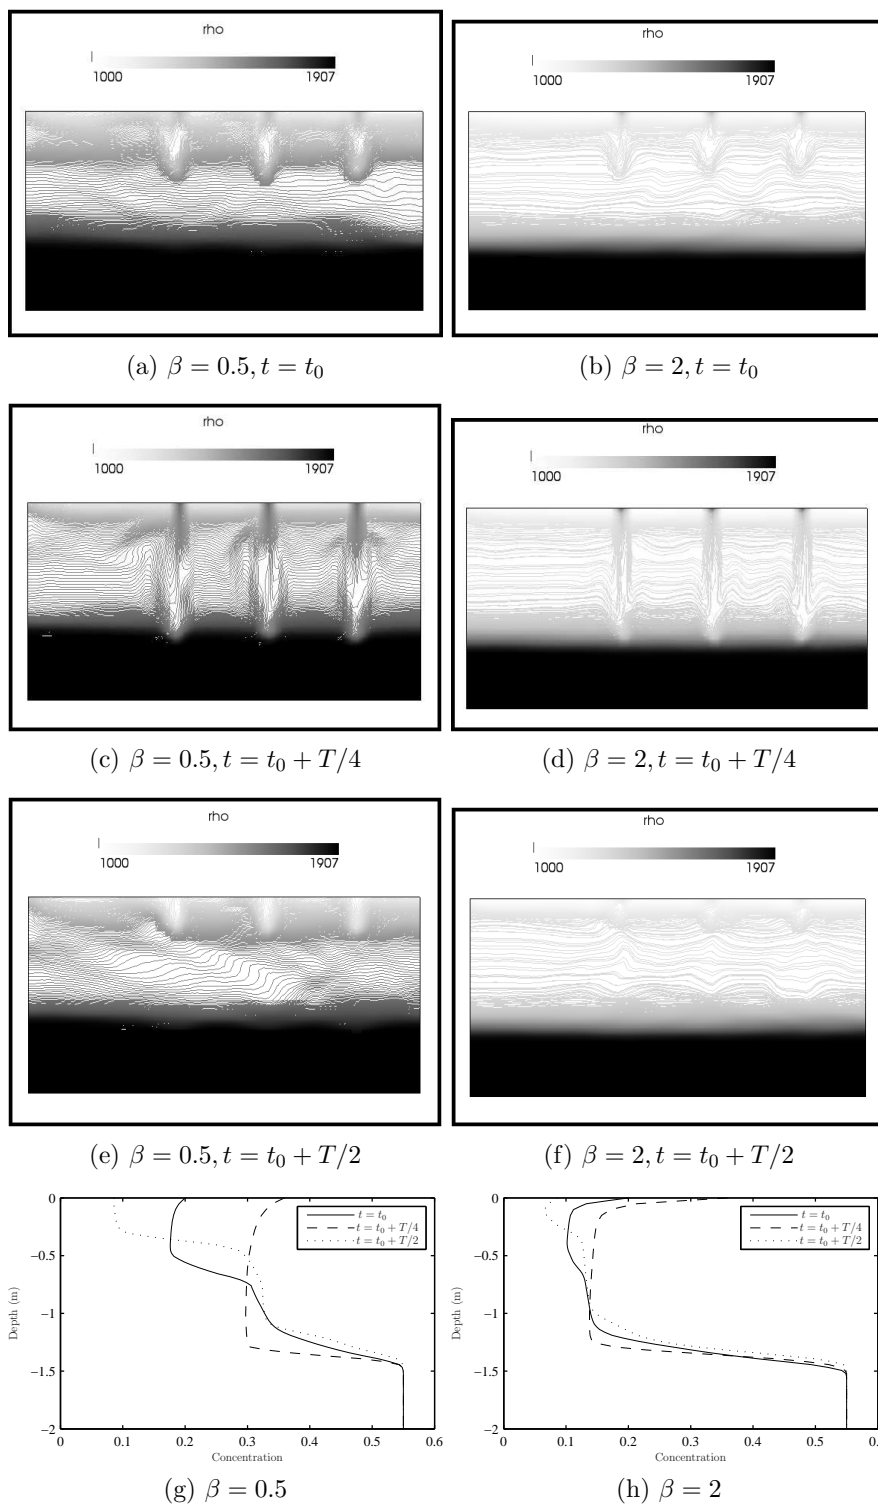 rho
1000 1907
rho
1000 1907
(a) β = 0.5, t = t₀
(b) β = 2, t = t₀
rho
1000 1907
rho
1000 1907
(c) β = 0.5, t = t₀ + T/4
(d) β = 2, t = t₀ + T/4
rho
1000 1907
rho
1000 1907
(e) β = 0.5, t = t₀ + T/2
(f) β = 2, t = t₀ + T/2
0
−0.5
−1
−1.5
−2
Depth (m)
0 0.1 0.2 0.3 0.4 0.5 0.6
Concentration
t = t₀
t = t₀ + T/4
t = t₀ + T/2
(g) β = 0.5
0
−0.5
−1
−1.5
−2
Depth (m)
0 0.1 0.2 0.3 0.4 0.5 0.6
Concentration
t = t₀
t = t₀ + T/4
t = t₀ + T/2
(h) β = 2